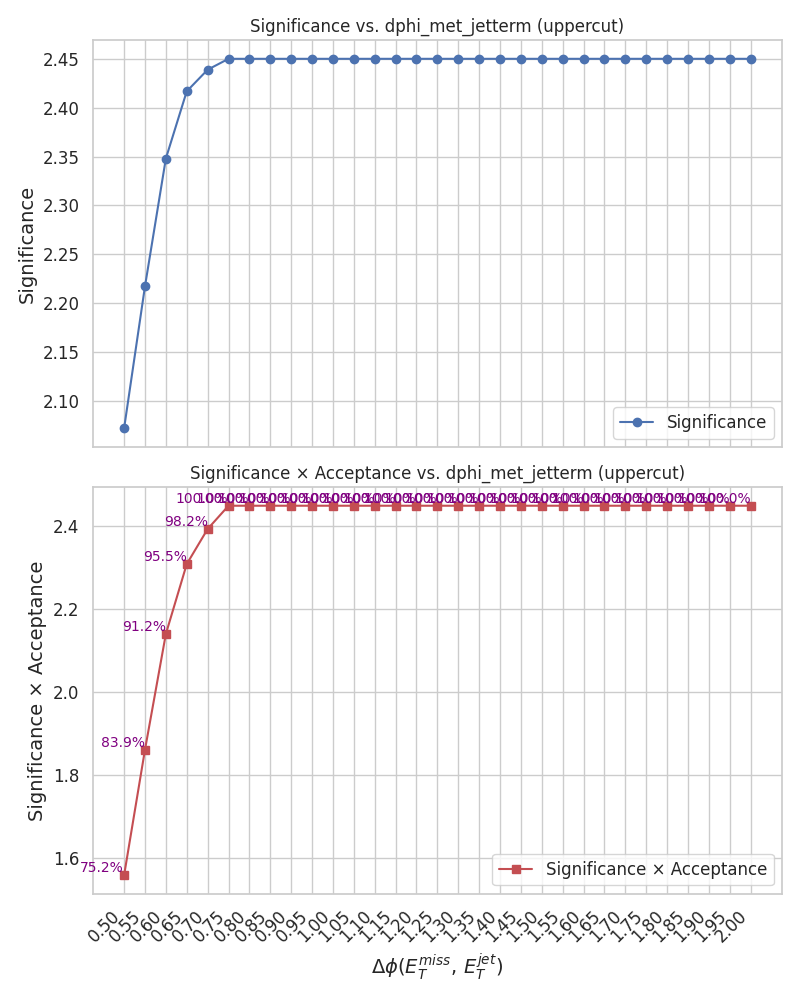 Significance vs. dphi_met_jetterm (uppercut)
2.45
2.40
2.35
2.30
2.25
2.20
2.15
2.10
Significance
Significance
Significance × Acceptance vs. dphi_met_jetterm (uppercut)
98.2%
95.5%
91.2%
83.9%
75.2%
2.4
2.2
2.0
1.8
1.6
Significance × Acceptance
Significance × Acceptance
0.50 0.55 0.60 0.65 0.70 0.75 0.80 0.85 0.90 0.95 1.00 1.05 1.10 1.15 1.20 1.25 1.30 1.35 1.40 1.45 1.50 1.55 1.60 1.65 1.70 1.75 1.80 1.85 1.90 1.95 2.00
Δϕ(E_T^{miss}, E_T^{jet})